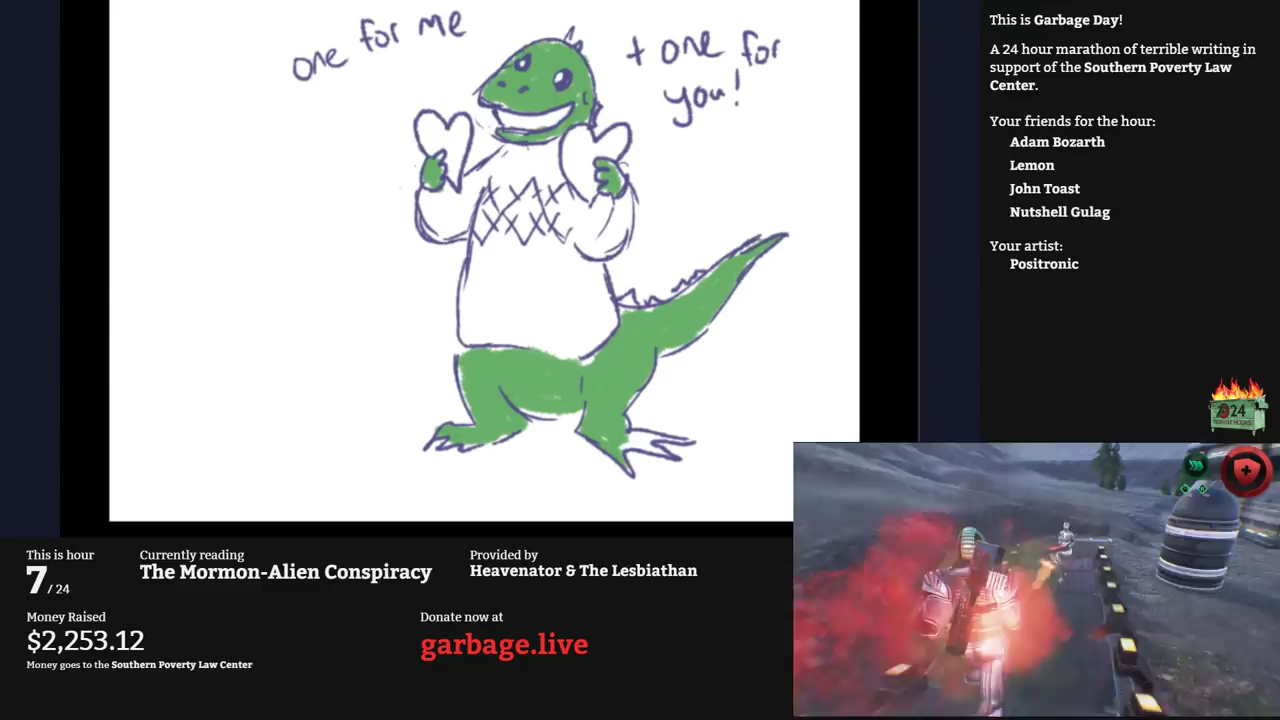 one for me
+ one for
you!
This is Garbage Day!
A 24 hour marathon of terrible writing in
support of the Southern Poverty Law
Center.
Your friends for the hour:
Adam Bozarth
Lemon
John Toast
Nutshell Gulag
Your artist:
Positronic
2024
This is hour
7 / 24
Currently reading
The Mormon-Alien Conspiracy
Provided by
Heavenator & The Lesbiathan
Money Raised
$2,253.12
Money goes to the Southern Poverty Law Center
Donate now at
garbage.live